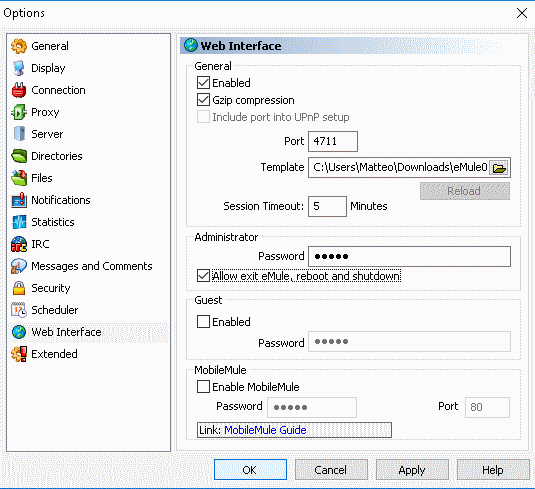 Options
General
Display
Connection
Proxy
Server
Directories
Files
Notifications
Statistics
IRC
Messages and Comments
Security
Scheduler
Web Interface
Extended
Web Interface
General
Enabled
Gzip compression
Include port into UPnP setup
Port 4711
Template C:\Users\Matteo\Downloads\eMule0
Reload
Session Timeout: 5 Minutes
Administrator
Password •••••
Allow exit eMule, reboot and shutdown
Guest
Enabled
Password •••••
MobileMule
Enable MobileMule
Password ••••• Port 80
Link: MobileMule Guide
OK Cancel Apply Help